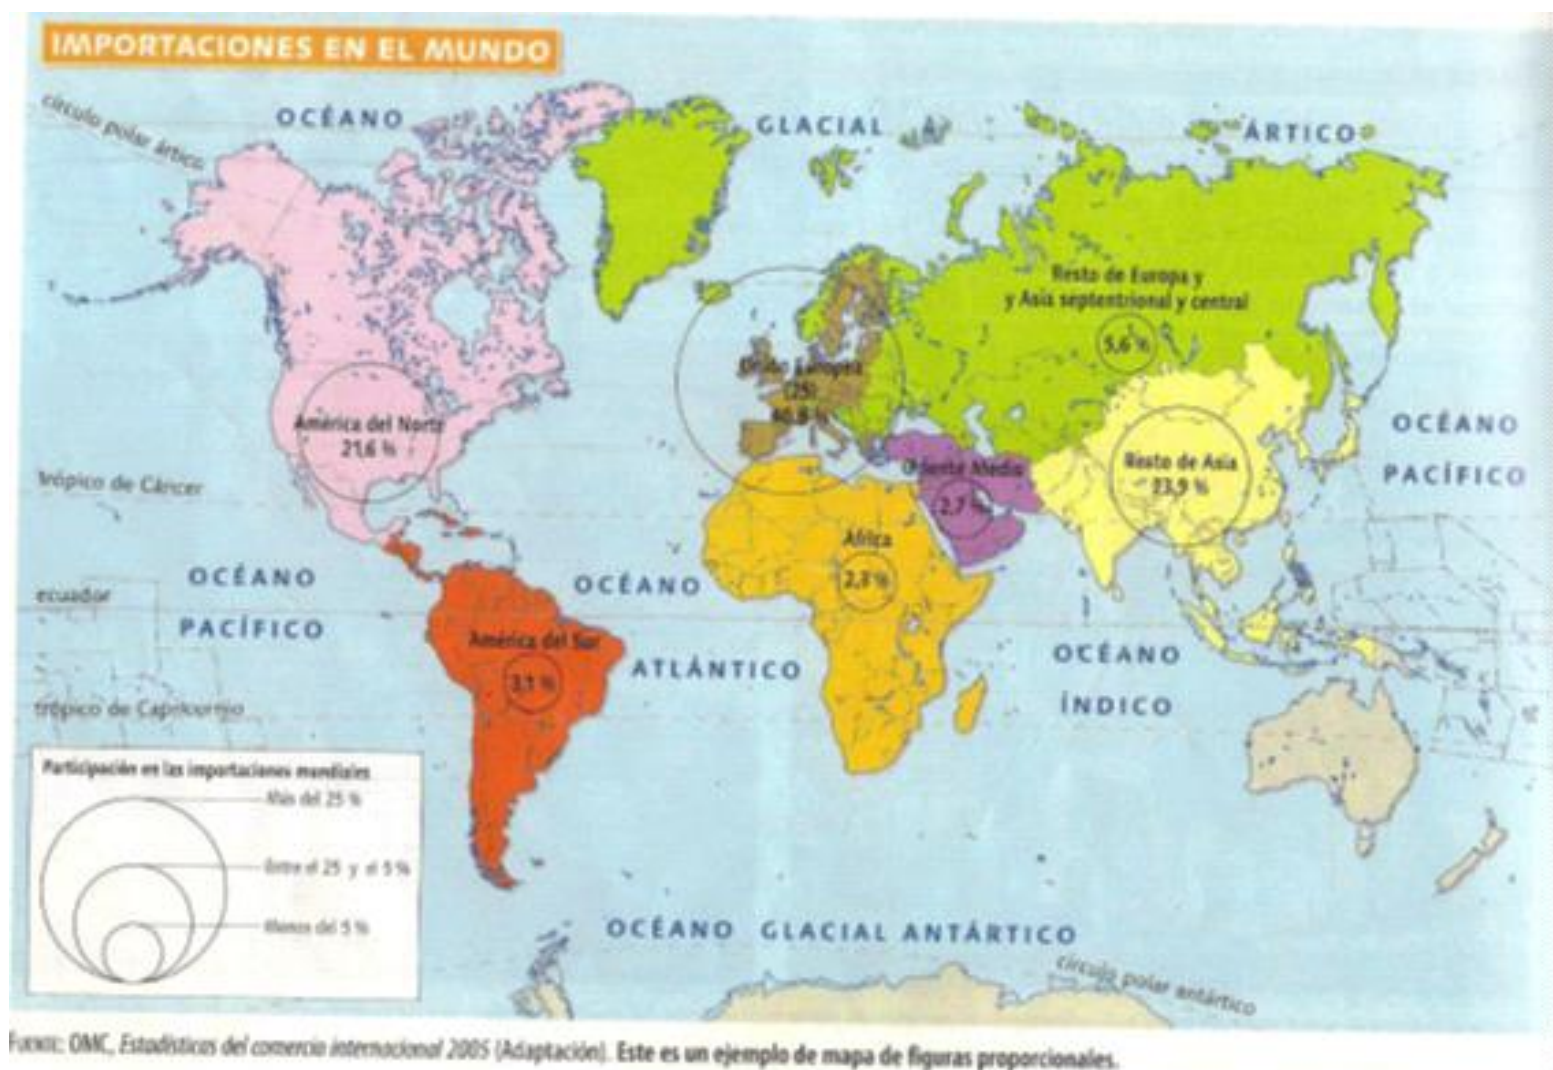 IMPORTACIONES EN EL MUNDO
círculo polar ártico
OCÉANO
GLACIAL
ÁRTICO
Resto de Europa y
y Asia septentrional y central
5,6 %
Europea
(25)
América del Norte
21,6 %
OCÉANO
PACÍFICO
trópico de Cáncer
Oriente Medio
2,7 %
Resto de Asia
23,9 %
África
2,3 %
OCÉANO
PACÍFICO
ecuador
OCÉANO
ATLÁNTICO
América del Sur
3,1 %
OCÉANO
ÍNDICO
trópico de Capricornio
Participación en las importaciones mundiales
Más del 25 %
Entre el 25 y el 5 %
Menos del 5 %
OCÉANO GLACIAL ANTÁRTICO
círculo polar antártico
FUENTE: OMC, Estadísticas del comercio internacional 2005 (Adaptación). Este es un ejemplo de mapa de figuras proporcionales.